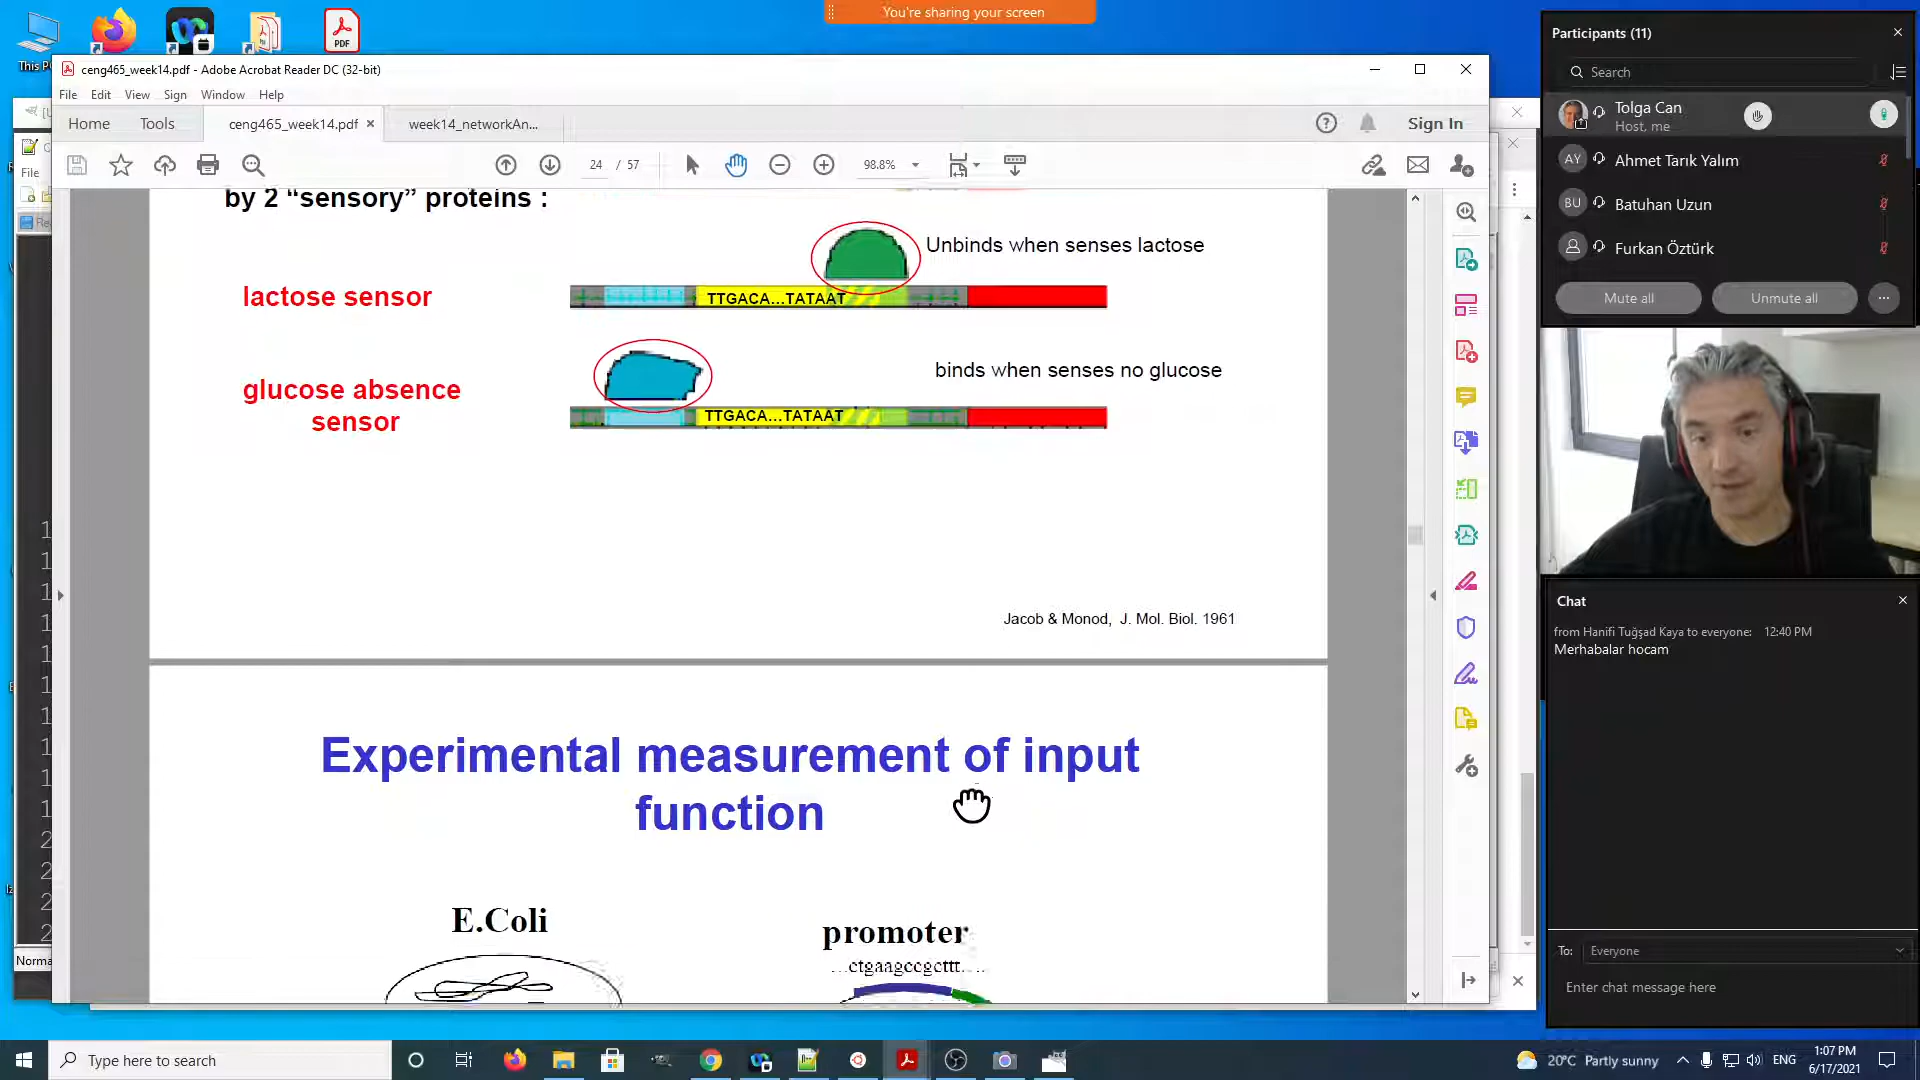 You're sharing your screen
This P
PDF
ceng465_week14.pdf - Adobe Acrobat Reader DC (32-bit)
File Edit View Sign Window Help
Home Tools ceng465_week14.pdf × week14_networkAn... Sign In
24 / 57 98.8%
by 2 “sensory” proteins :
Unbinds when senses lactose
lactose sensor
TTGACA...TATAAT
binds when senses no glucose
glucose absence
sensor
TTGACA...TATAAT
Jacob & Monod, J. Mol. Biol. 1961
Experimental measurement of input
function
E.Coli
promoter
File
Norma
Participants (11)
Search
Tolga Can
Host, me
AY Ahmet Tarık Yalım
BU Batuhan Uzun
Furkan Öztürk
Mute all Unmute all ...
Chat
from Hanifi Tuğşad Kaya to everyone: 12:40 PM
Merhabalar hocam
To: Everyone
Enter chat message here
Type here to search
20°C Partly sunny
ENG
1:07 PM
6/17/2021